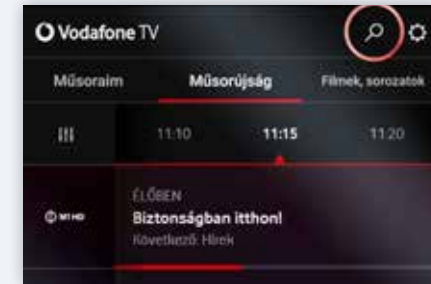 Vodafone TV
Műsoraim Műsorújság Filmek, sorozatok
11:10 11:15 11:20
ÉLŐBEN
M1 HD Biztonságban itthon!
Következő: Hírek